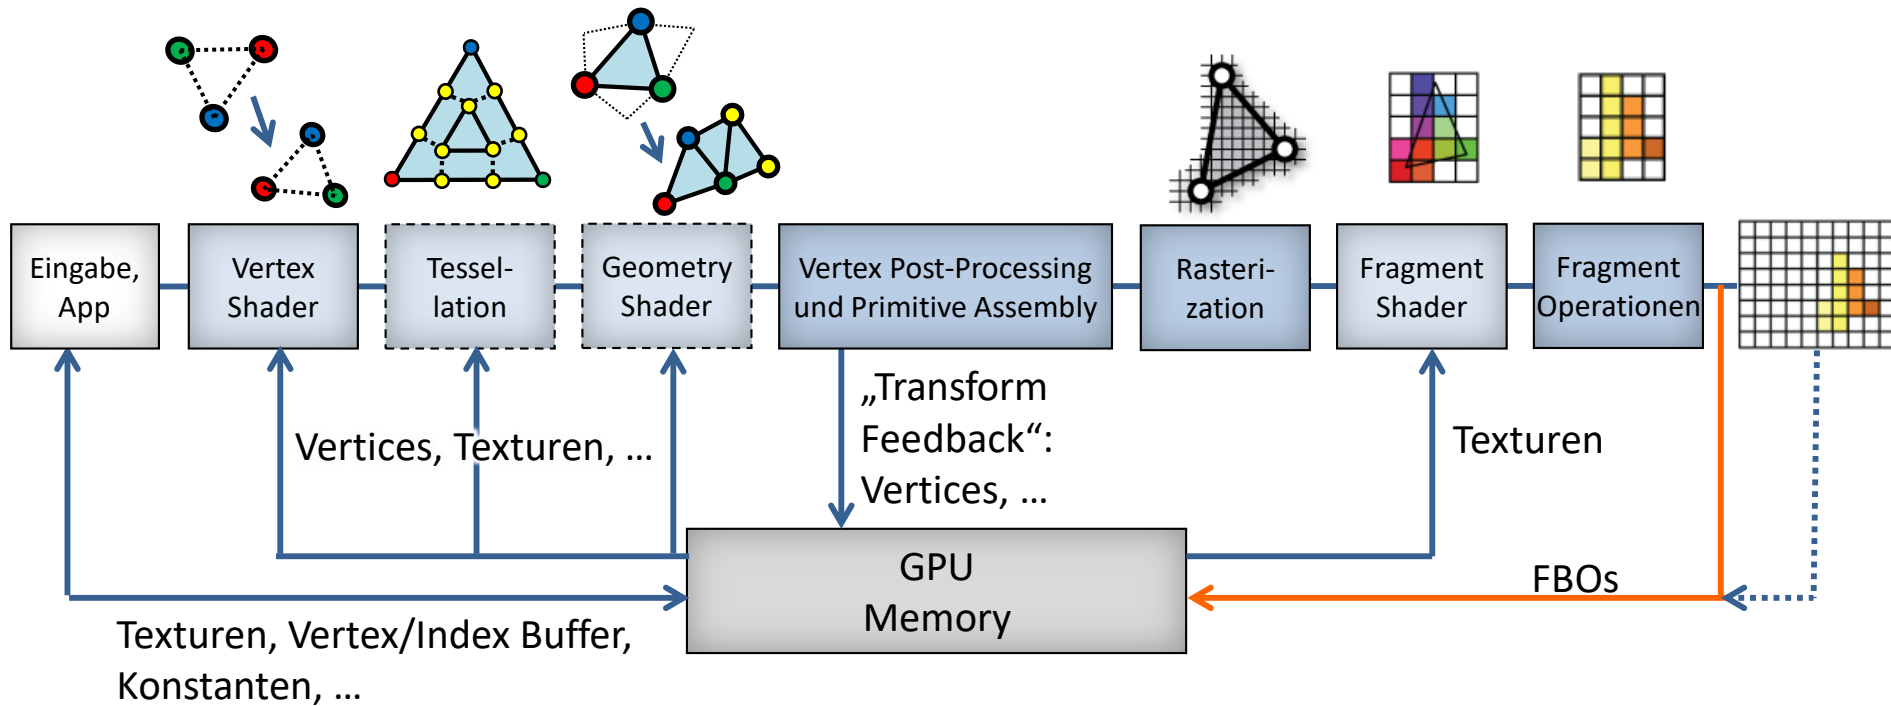 Eingabe,
App
Vertex
Shader
Tessel-
lation
Geometry
Shader
Vertex Post-Processing
und Primitive Assembly
Rasteri-
zation
Fragment
Shader
Fragment
Operationen
Vertices, Texturen, ...
„Transform
Feedback“:
Vertices, ...
Texturen
GPU
Memory
FBOs
Texturen, Vertex/Index Buffer,
Konstanten, ...